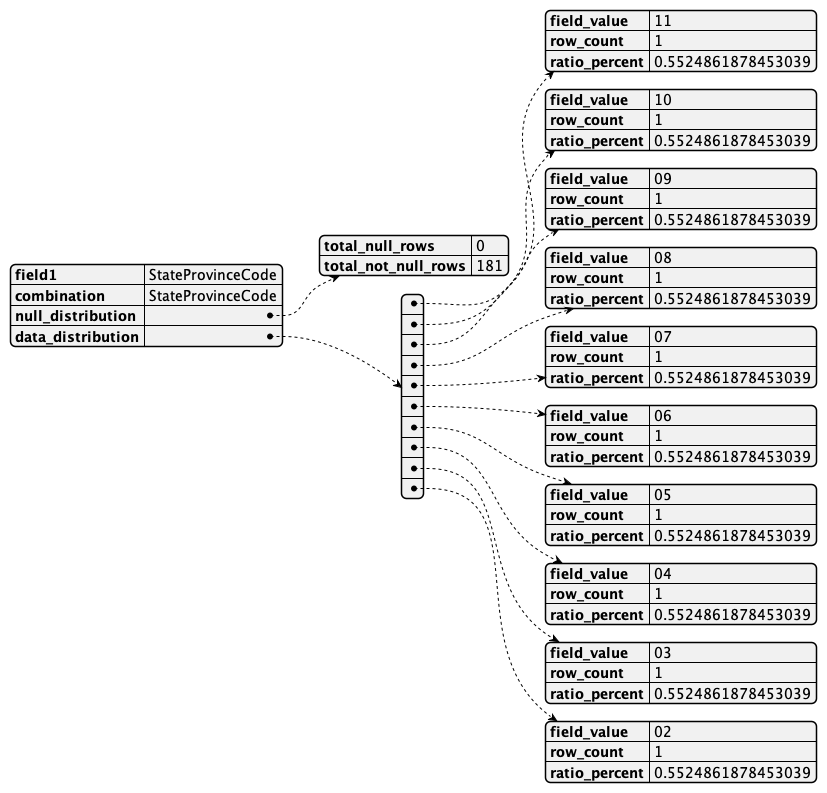 field1 StateProvinceCode
combination StateProvinceCode
null_distribution
data_distribution
total_null_rows 0
total_not_null_rows 181
field_value 11
row_count 1
ratio_percent 0.5524861878453039
field_value 10
row_count 1
ratio_percent 0.5524861878453039
field_value 09
row_count 1
ratio_percent 0.5524861878453039
field_value 08
row_count 1
ratio_percent 0.5524861878453039
field_value 07
row_count 1
ratio_percent 0.5524861878453039
field_value 06
row_count 1
ratio_percent 0.5524861878453039
field_value 05
row_count 1
ratio_percent 0.5524861878453039
field_value 04
row_count 1
ratio_percent 0.5524861878453039
field_value 03
row_count 1
ratio_percent 0.5524861878453039
field_value 02
row_count 1
ratio_percent 0.5524861878453039